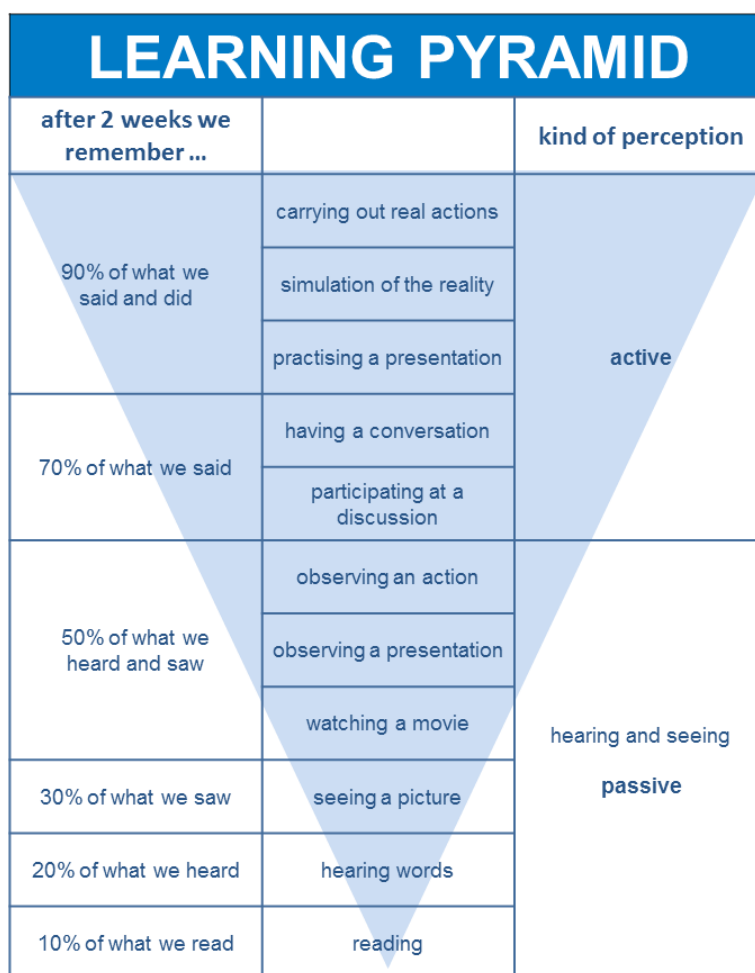 LEARNING PYRAMID
after 2 weeks we
remember ...
kind of perception
90% of what we
said and did
carrying out real actions
simulation of the reality
practising a presentation
active
70% of what we said
having a conversation
participating at a
discussion
50% of what we
heard and saw
observing an action
observing a presentation
watching a movie
hearing and seeing
passive
30% of what we saw
seeing a picture
20% of what we heard
hearing words
10% of what we read
reading